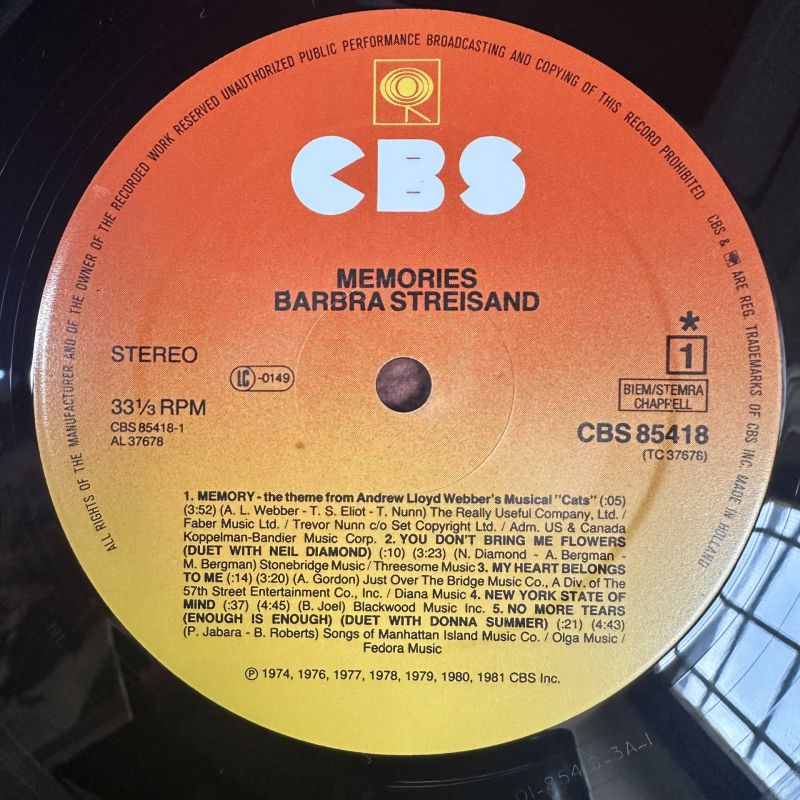 ALL RIGHTS OF THE MANUFACTURER AND OF THE OWNER OF THE RECORDED WORK RESERVED UNAUTHORIZED PUBLIC PERFORMANCE BROADCASTING AND COPYING OF THIS RECORD PROHIBITED
CBS & ARE REG. TRADEMARKS OF CBS INC. MADE IN HOLLAND
CBS
MEMORIES
BARBRA STREISAND
STEREO
LC-0149
33⅓ RPM
CBS 85418-1
AL 37678
*
1
BIEM/STEMRA
CHAPPELL
CBS 85418
(TC 37678)
1. MEMORY - the theme from Andrew Lloyd Webber's Musical "Cats" (:05)
(3:52) (A. L. Webber - T. S. Eliot - T. Nunn) The Really Useful Company, Ltd. /
Faber Music Ltd. / Trevor Nunn c/o Set Copyright Ltd. / Adm. US & Canada
Koppelman-Bandier Music Corp. 2. YOU DON'T BRING ME FLOWERS
(DUET WITH NEIL DIAMOND) (:10) (3:23) (N. Diamond - A. Bergman -
M. Bergman) Stonebridge Music / Threesome Music 3. MY HEART BELONGS
TO ME (:14) (3:20) (A. Gordon) Just Over The Bridge Music Co., A Div. of The
57th Street Entertainment Co., Inc. / Diana Music 4. NEW YORK STATE OF
MIND (:37) (4:45) (B. Joel) Blackwood Music Inc. 5. NO MORE TEARS
(ENOUGH IS ENOUGH) (DUET WITH DONNA SUMMER) (:21) (4:43)
(P. Jabara - B. Roberts) Songs of Manhattan Island Music Co. / Olga Music /
Fedora Music
℗ 1974, 1976, 1977, 1978, 1979, 1980, 1981 CBS Inc.